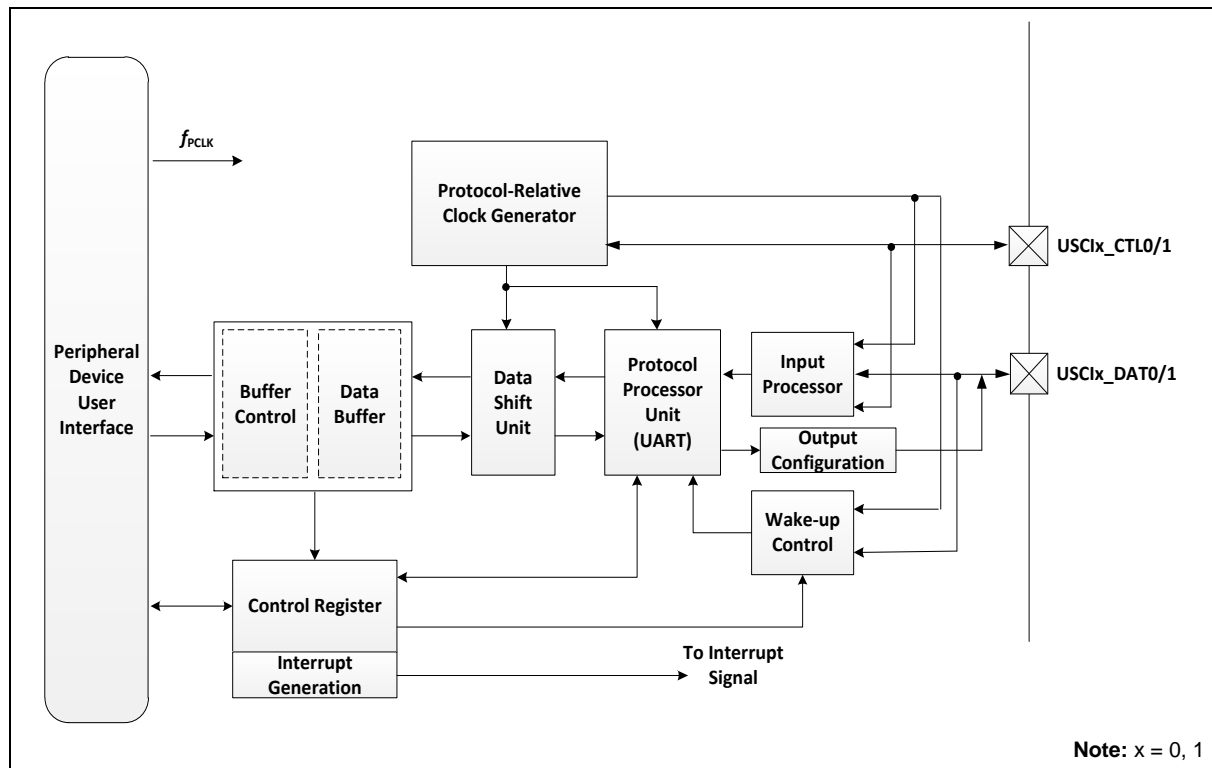 fPCLK
Protocol-Relative
Clock Generator
USCIx_CTL0/1
Peripheral
Device
User
Interface
Buffer
Control
Data
Buffer
Data
Shift
Unit
Protocol
Processor
Unit
(UART)
Input
Processor
USCIx_DAT0/1
Output
Configuration
Wake-up
Control
Control Register
Interrupt
Generation
To Interrupt
Signal
Note: x = 0, 1